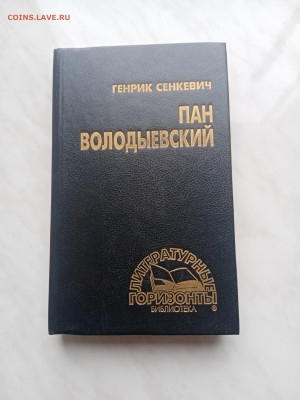 COINS.LAVE.RU
ГЕНРИК СЕНКЕВИЧ
ПАН
ВОЛОДЫЕВСКИЙ
ЛИТЕРАТУРНЫЕ
ГОРИЗОНТЫ
БИБЛИОТЕКА ®